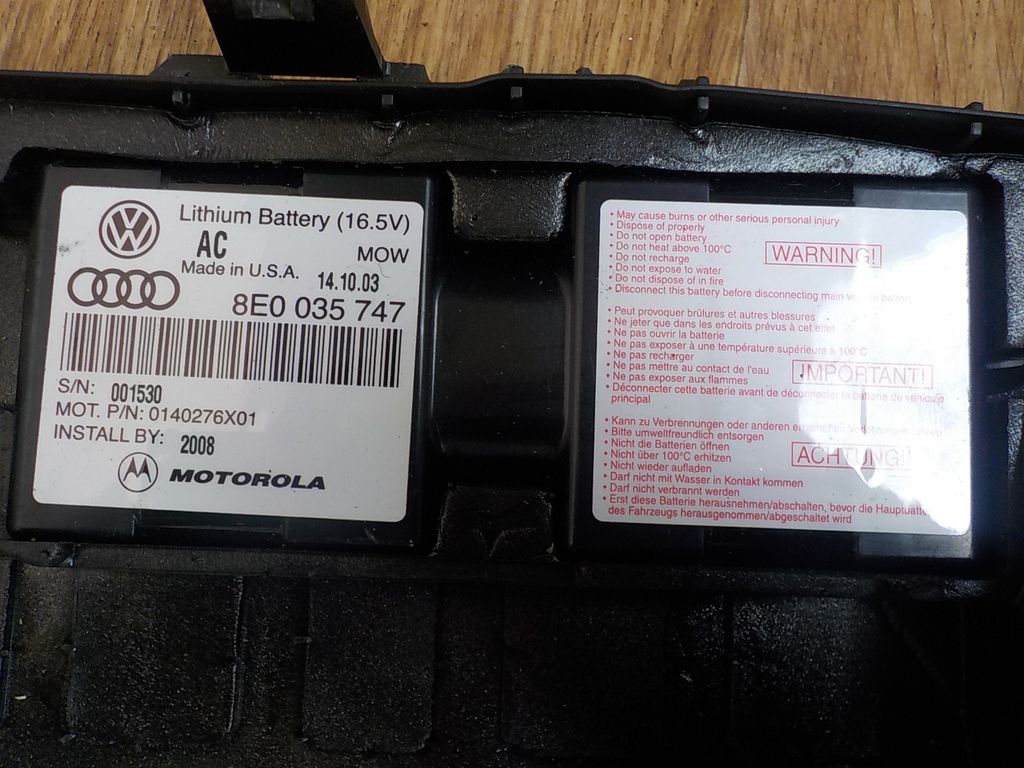 Lithium Battery (16.5V)
AC
MOW
Made in U.S.A.
14.10.03
8E0 035 747
S/N: 001530
MOT. P/N: 0140276X01
INSTALL BY: 2008
MOTOROLA
• May cause burns or other serious personal injury
• Dispose of properly
• Do not open battery
• Do not heat above 100°C
• Do not recharge
• Do not expose to water
• Do not dispose of in fire
• Disconnect this battery before disconnecting main vehicle battery
WARNING!
• Peut provoquer brûlures et autres blessures
• Ne jeter que dans les endroits prévus à cet effet
• Ne pas ouvrir la batterie
• Ne pas exposer à une température supérieure à 100°C
• Ne pas recharger
• Ne pas mettre au contact de l'eau
• Ne pas exposer aux flammes
• Déconnecter cette batterie avant de déconnecter la batterie du véhicule
principal
IMPORTANT!
• Kann zu Verbrennungen oder anderen ernsthaften Verletzungen führen
• Bitte umweltfreundlich entsorgen
• Nicht die Batterien öffnen
• Nicht über 100°C erhitzen
• Nicht wieder aufladen
• Darf nicht mit Wasser in Kontakt kommen
• Darf nicht verbrannt werden
• Erst diese Batterie herausnehmen/abschalten, bevor die
des Fahrzeugs herausgenommen/abgeschaltet wird
ACHTUNG!